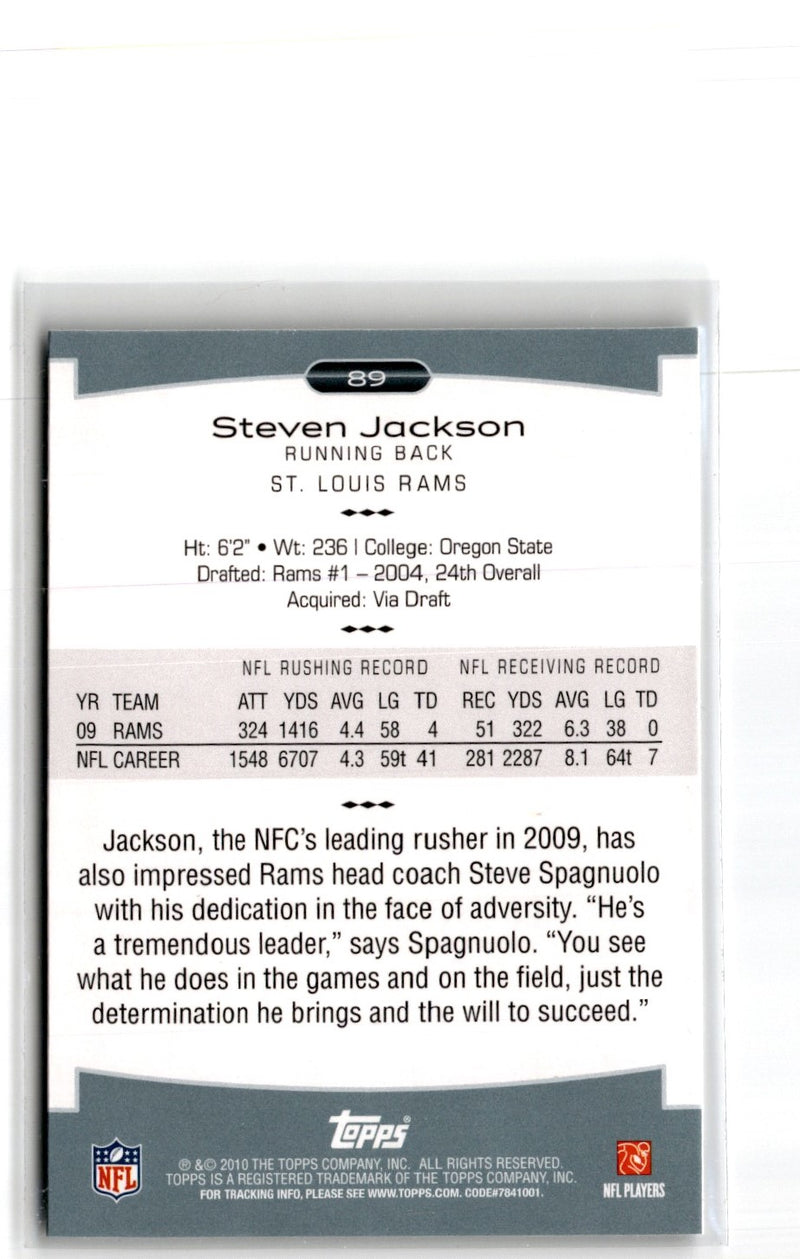 89
Steven Jackson
RUNNING BACK
ST. LOUIS RAMS
Ht: 6'2" • Wt: 236 | College: Oregon State
Drafted: Rams #1 – 2004, 24th Overall
Acquired: Via Draft
NFL RUSHING RECORD NFL RECEIVING RECORD
YR TEAM ATT YDS AVG LG TD REC YDS AVG LG TD
09 RAMS 324 1416 4.4 58 4 51 322 6.3 38 0
NFL CAREER 1548 6707 4.3 59t 41 281 2287 8.1 64t 7
Jackson, the NFC's leading rusher in 2009, has
also impressed Rams head coach Steve Spagnuolo
with his dedication in the face of adversity. “He's
a tremendous leader,” says Spagnuolo. “You see
what he does in the games and on the field, just the
determination he brings and the will to succeed.”
Topps®
NFL
® &© 2010 THE TOPPS COMPANY, INC. ALL RIGHTS RESERVED.
TOPPS IS A REGISTERED TRADEMARK OF THE TOPPS COMPANY, INC.
FOR TRACKING INFO, PLEASE SEE WWW.TOPPS.COM. CODE#7841001.
NFL PLAYERS